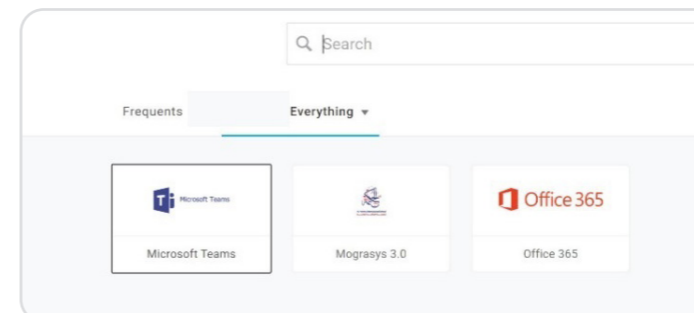 Search
Frequents Everything
Microsoft Teams
Office 365
Microsoft Teams Mograsys 3.0 Office 365